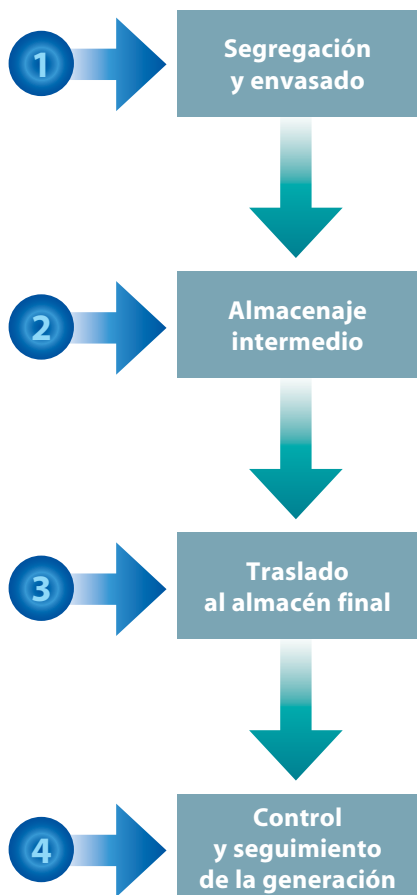 1
Segregación
y envasado
2
Almacenaje
intermedio
3
Traslado
al almacén final
4
Control
y seguimiento
de la generación